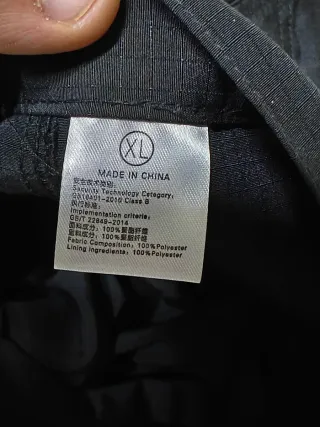 XL
MADE IN CHINA
安全技术类别:
Security Technology Category:
GB18401-2010 Class B
执行标准:
Implementation criteria:
GB/T 22849-2014
面料成分: 100%聚酯纤维
里料成分: 100%聚酯纤维
Fabric Composition: 100%Polyester
Lining ingredients: 100%Polyester